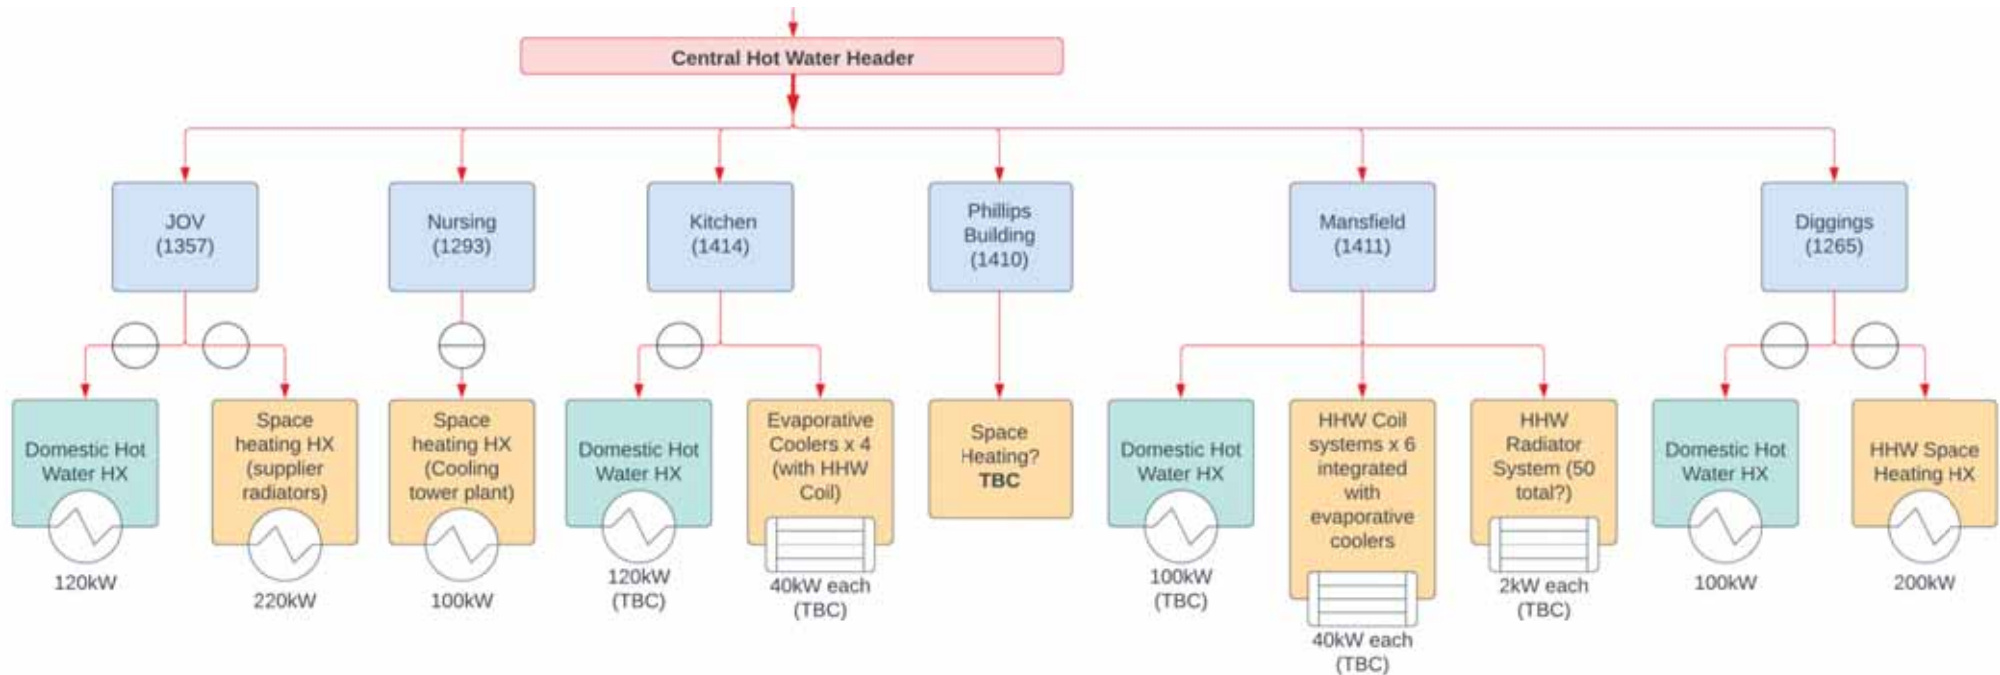 Central Hot Water Header
JOV
(1357)
Nursing
(1293)
Kitchen
(1414)
Phillips
Building
(1410)
Mansfield
(1411)
Diggings
(1265)
Domestic Hot
Water HX
120kW
Space
heating HX
(supplier
radiators)
220kW
Space
heating HX
(Cooling
tower plant)
100kW
Domestic Hot
Water HX
120kW
(TBC)
Evaporative
Coolers x 4
(with HHW
Coil)
40kW each
(TBC)
Space
Heating?
TBC
Domestic Hot
Water HX
100kW
(TBC)
HHW Coil
systems x 6
integrated
with
evaporative
coolers
40kW each
(TBC)
HHW
Radiator
System (50
total?)
2kW each
(TBC)
Domestic Hot
Water HX
100kW
HHW Space
Heating HX
200kW